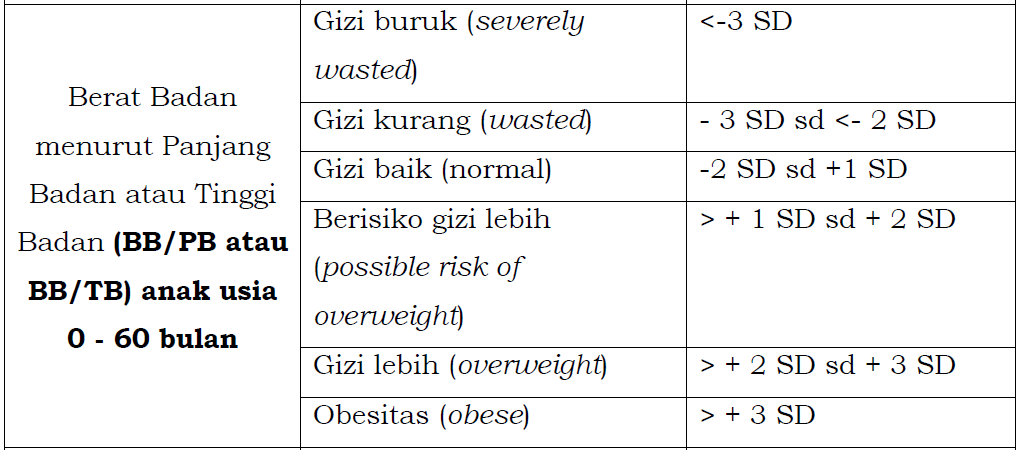 Berat Badan
menurut Panjang
Badan atau Tinggi
Badan (BB/PB atau
BB/TB) anak usia
0 - 60 bulan
Gizi buruk (severely
wasted)
<-3 SD
Gizi kurang (wasted)
- 3 SD sd <- 2 SD
Gizi baik (normal)
-2 SD sd +1 SD
Berisiko gizi lebih
(possible risk of
overweight)
> + 1 SD sd + 2 SD
Gizi lebih (overweight)
> + 2 SD sd + 3 SD
Obesitas (obese)
> + 3 SD